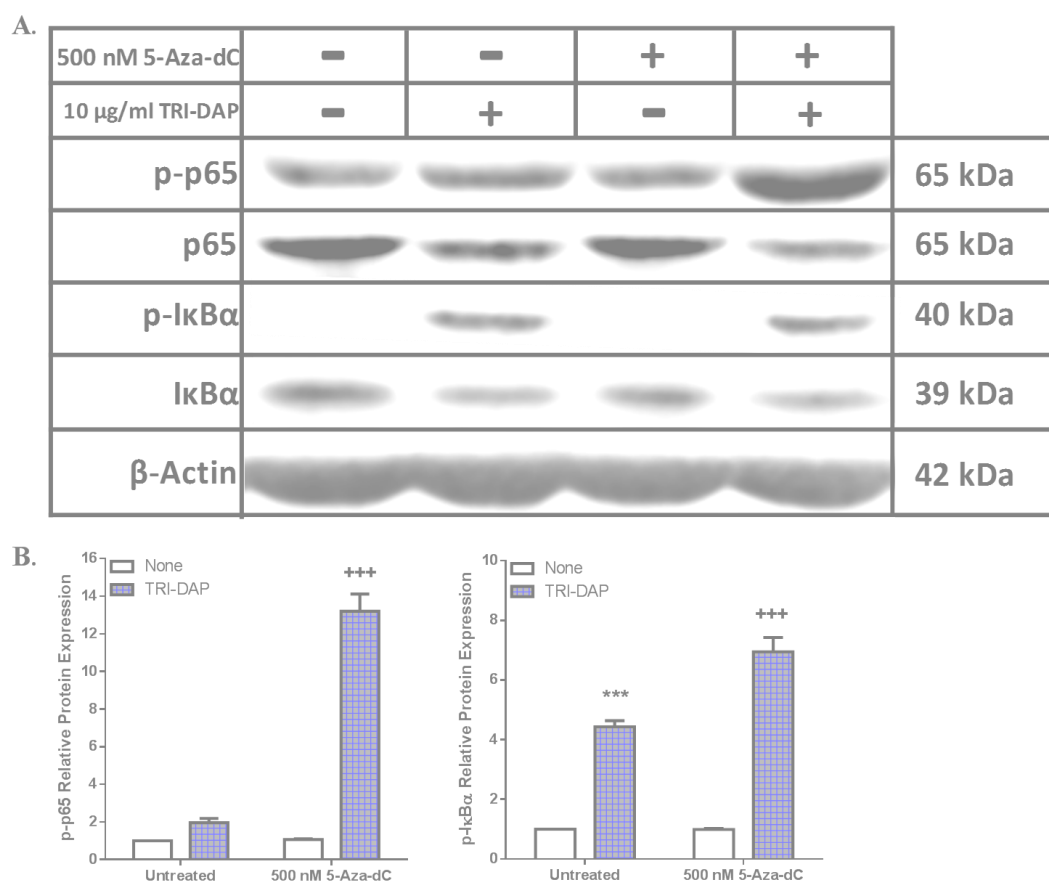 A.
500 nM 5-Aza-dC − − + +
10 µg/ml TRI-DAP − + − +
p-p65 65 kDa
p65 65 kDa
p-IκBα 40 kDa
IκBα 39 kDa
β-Actin 42 kDa
B.
p-p65 Relative Protein Expression
16
14
12
10
8
6
4
2
0
None
TRI-DAP
+++
Untreated
500 nM 5-Aza-dC
p-IκBα Relative Protein Expression
10
8
6
4
2
0
None
TRI-DAP
***
+++
Untreated
500 nM 5-Aza-dC